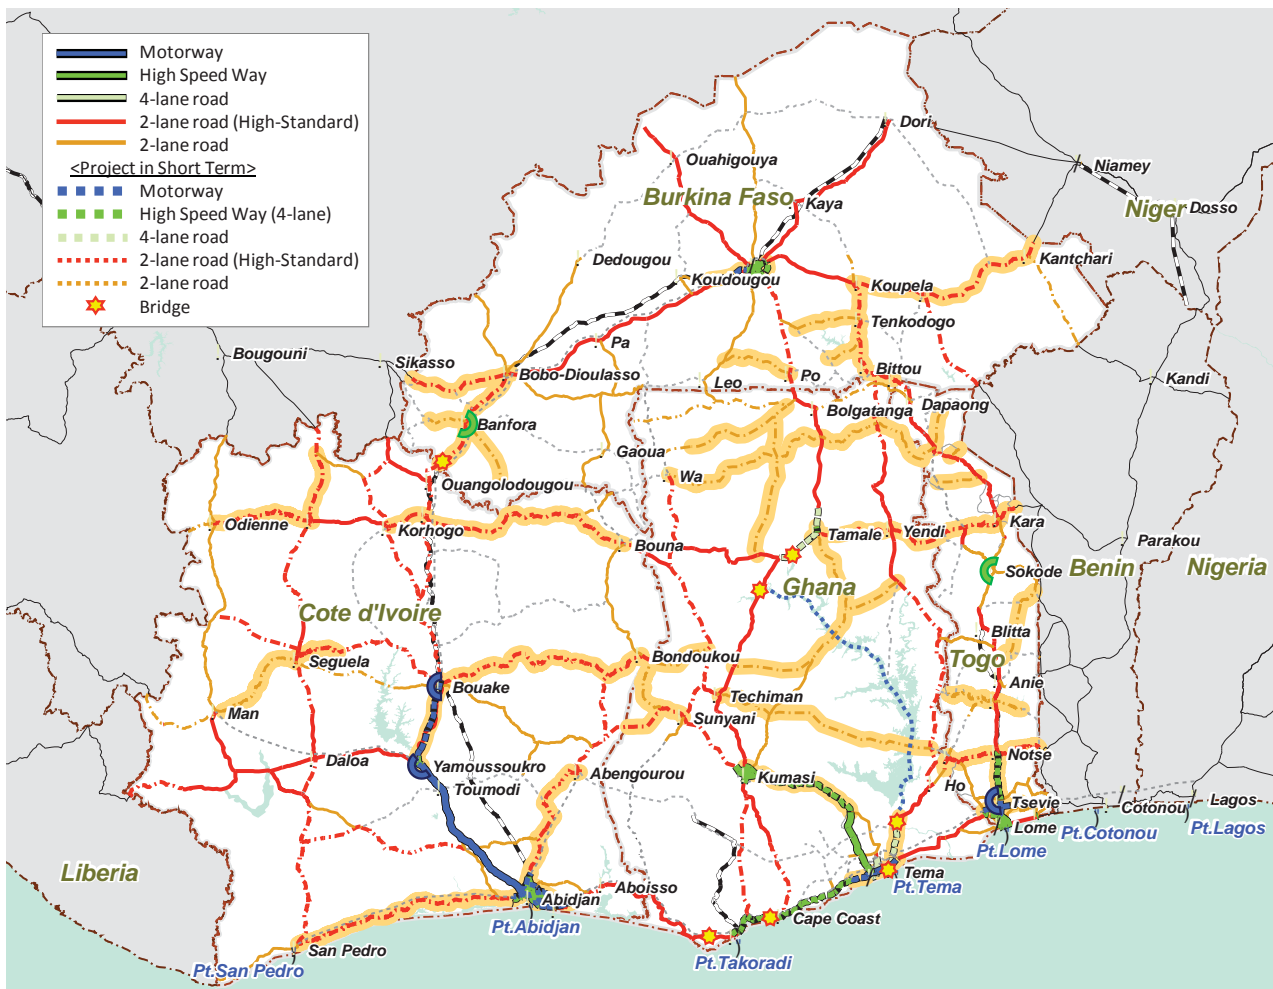 Motorway
High Speed Way
4-lane road
2-lane road (High-Standard)
2-lane road
<Project in Short Term>
Motorway
High Speed Way (4-lane)
4-lane road
2-lane road (High-Standard)
2-lane road
Bridge
Dori
Ouahigouya
Niamey
Burkina Faso
Kaya
Niger
Dosso
Dedougou
Kantchari
Koudougou
Koupela
Tenkodogo
Bougouni
Pa
Sikasso
Bobo-Dioulasso
Leo
Po
Bittou
Kandi
Bolgatanga
Dapaong
Banfora
Gaoua
Wa
Ouangolodougou
Odienne
Korhogo
Bouna
Tamale
Yendi
Kara
Parakou
Sokode
Benin
Nigeria
Ghana
Cote d'Ivoire
Blitta
Seguela
Bondoukou
Togo
Bouake
Anie
Techiman
Man
Sunyani
Notse
Daloa
Yamoussoukro
Abengourou
Kumasi
Toumodi
Ho
Tsevie
Cotonou
Lagos
Lome
Pt.Cotonou
Pt.Lagos
Pt.Lome
Liberia
Tema
Pt.Tema
Aboisso
Abidjan
Cape Coast
Pt.Abidjan
San Pedro
Pt.Takoradi
Pt.San Pedro